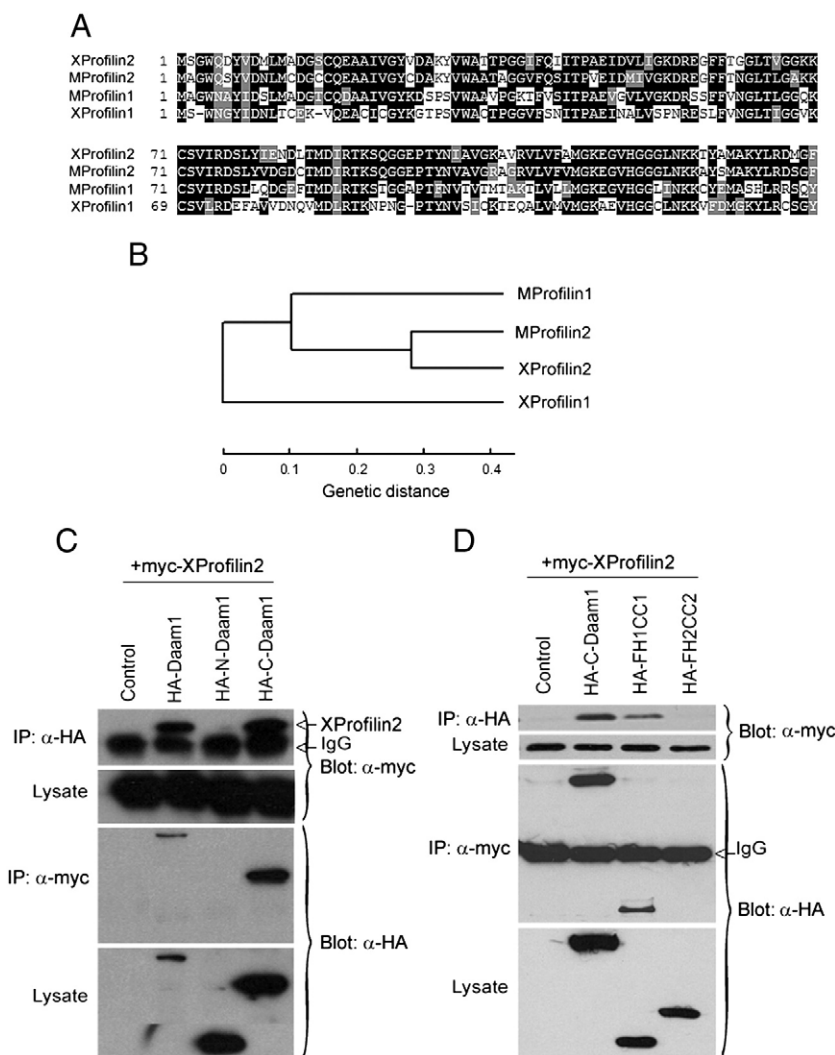 A
XProfilin2 1 MSGWQDYVDMLMADGSCQEAAIVGYCDAKYVWATTPGGIFQIITPAEIDVLIGKDREGFFTGGLTVGGKK
MProfilin2 1 MAGWQSYVDNLMCDGCCQEAAIVGYCDAKYVWAATAGGVFQSITPVEIDMIVGKDREGFFTNGLTLGAKK
MProfilin1 1 MAGWNAYIDSLMADGTCQDAAIVGYKDSPSVWAAVPGKTFVSITPAEVGVLVGKDRSSFFVNGLTLGGQK
XProfilin1 1 MS-WNGYIDNLTCEK-VQEACICGYKGTPSVWACTPGGVFSNITPAEINALVSPNRESLFVNGLTIGGVK
XProfilin2 71 CSVIRDSLYIENDLTMDIRTKSQGGEPTYNIAVGKAVRVLVFAMGKEGVHGGGLNKKIYAMAKYLRDMGF
MProfilin2 71 CSVIRDSLYVDGDCTMDIRTKSQGGEPTYNVAVGRAGRVLVFVMGKEGVHGGGLNKKAYSMAKYLRDSGF
MProfilin1 71 CSVIRDSLLQDGEFTMDLRTKSTGGAPTFNVTVTMTAKTLVLLMGKEGVHGGLINKKCYEMASHLRRSQY
XProfilin1 69 CSVLRDEFAVVDNQVMDLRTKNPNG-PTYNVSICKTEQALVMVMGKAEVHGGCLNKKVFDMGKYLRCSGY
B
MProfilin1
MProfilin2
XProfilin2
XProfilin1
0 0.1 0.2 0.3 0.4
Genetic distance
C
+myc-XProfilin2
Control
HA-Daam1
HA-N-Daam1
HA-C-Daam1
IP: α-HA
XProfilin2
IgG
Blot: α-myc
Lysate
IP: α-myc
Blot: α-HA
Lysate
D
+myc-XProfilin2
Control
HA-C-Daam1
HA-FH1CC1
HA-FH2CC2
IP: α-HA
Blot: α-myc
Lysate
IP: α-myc
IgG
Blot: α-HA
Lysate